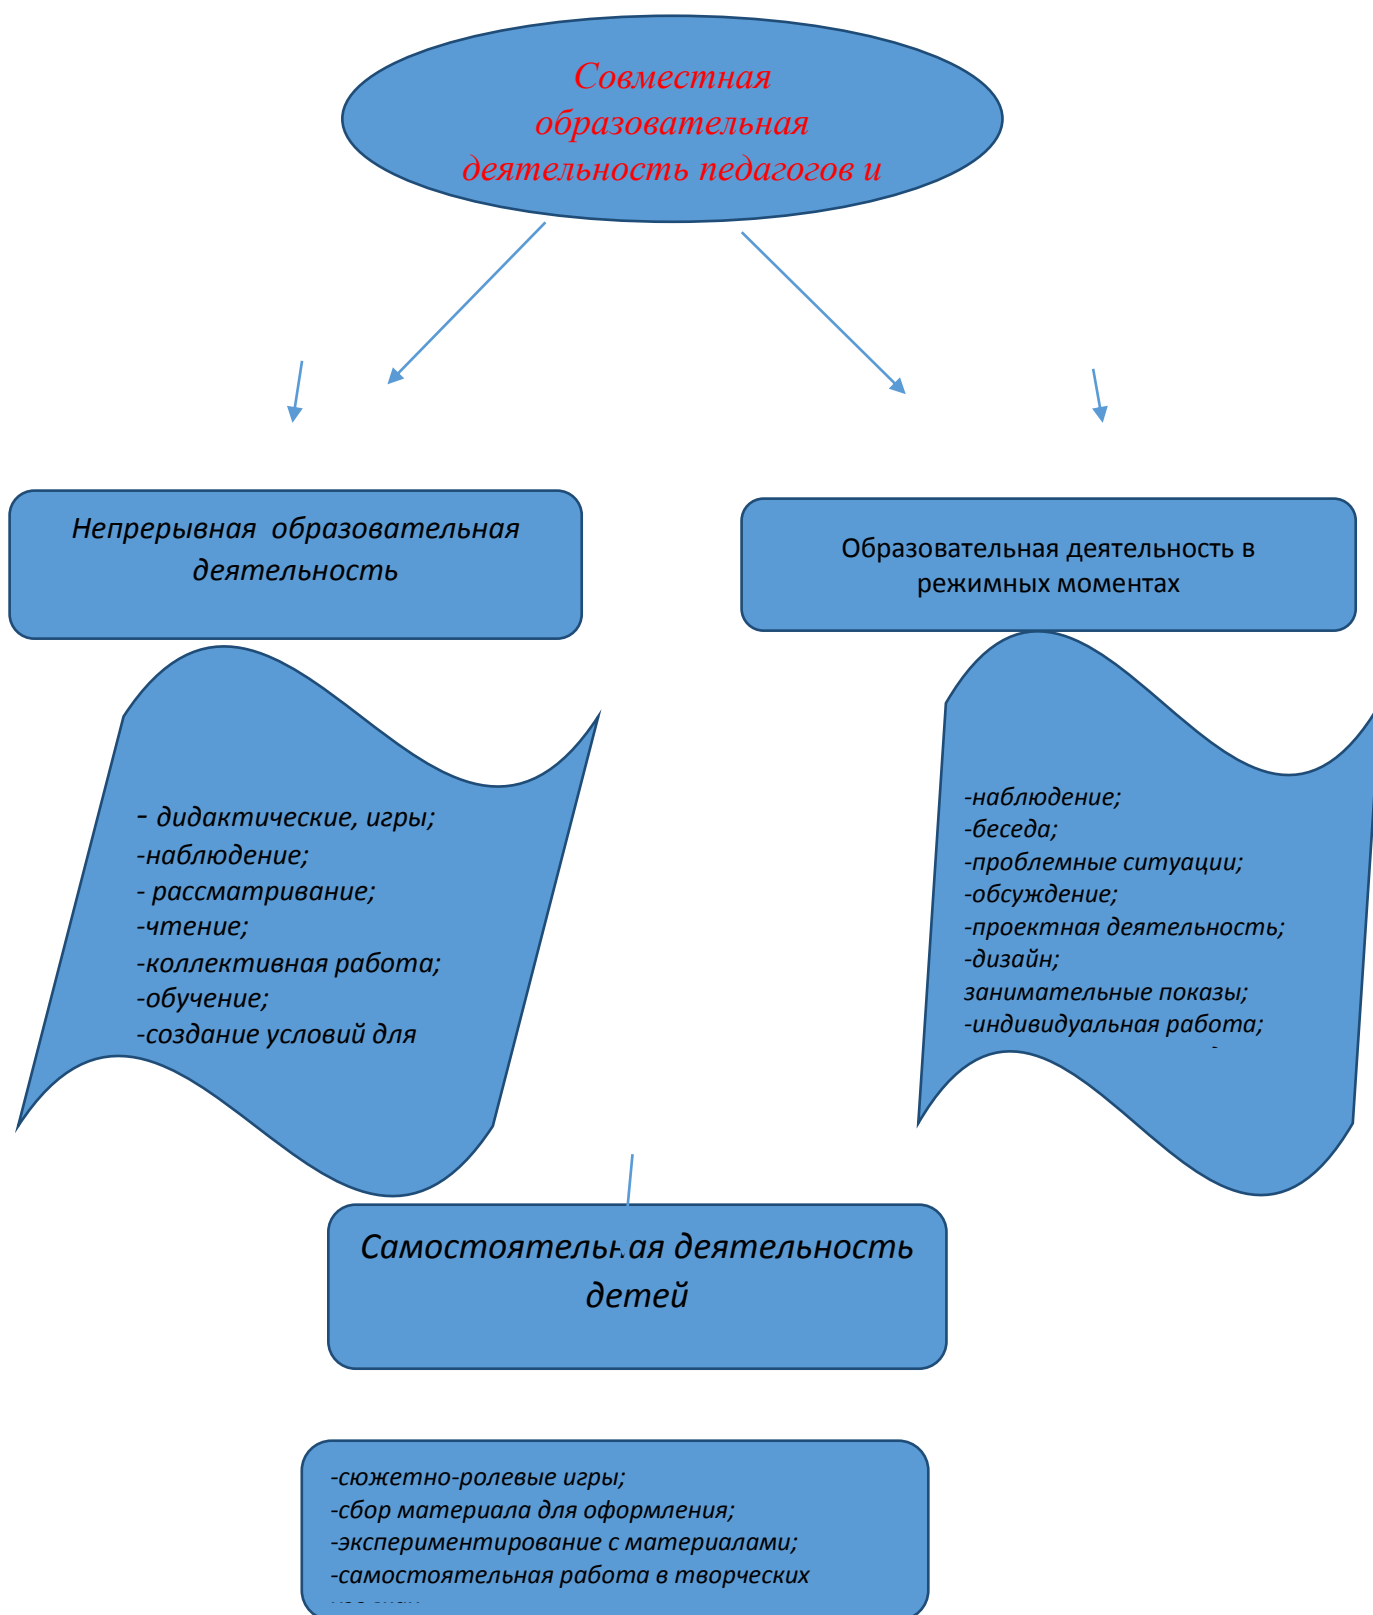 Совместная
образовательная
деятельность педагогов и
Непрерывная образовательная
деятельность
Образовательная деятельность в
режимных моментах
- дидактические, игры;
-наблюдение;
- рассматривание;
-чтение;
-коллективная работа;
-обучение;
-создание условий для
-наблюдение;
-беседа;
-проблемные ситуации;
-обсуждение;
-проектная деятельность;
-дизайн;
занимательные показы;
-индивидуальная работа;
Самостоятельная деятельность
детей
-сюжетно-ролевые игры;
-сбор материала для оформления;
-экспериментирование с материалами;
-самостоятельная работа в творческих